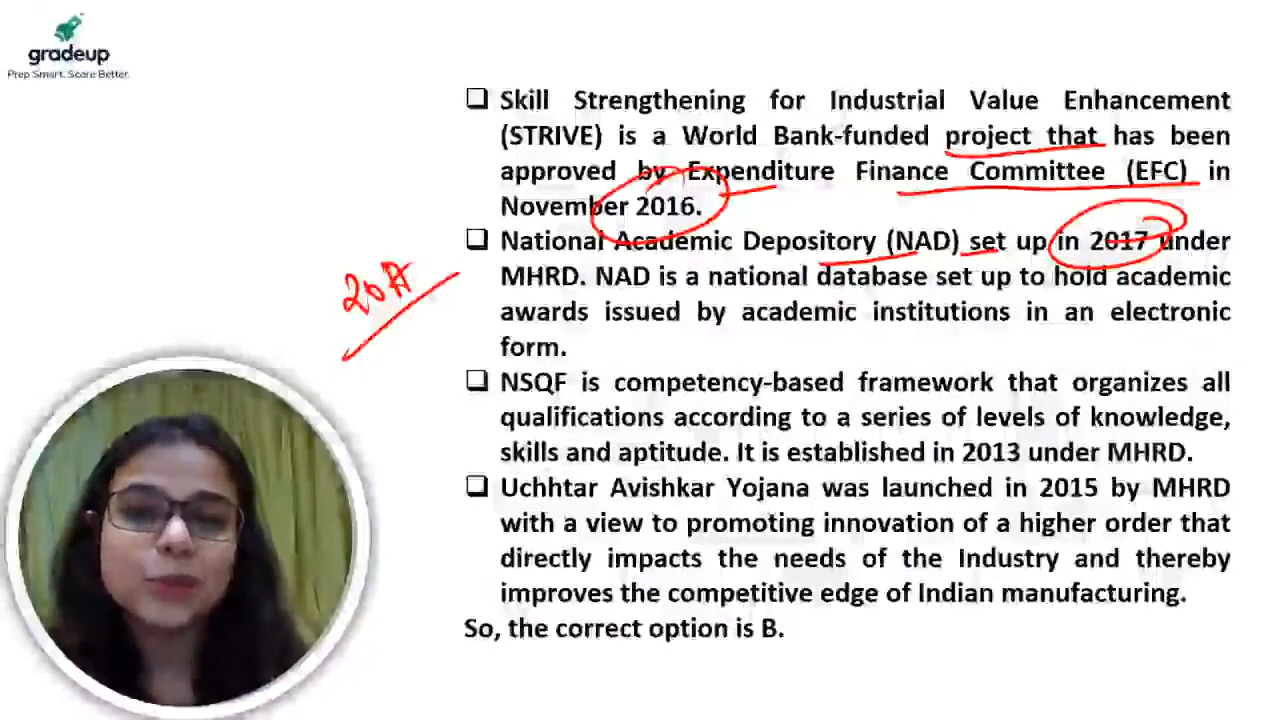 gradeup
Prep Smart. Score Better.
Skill Strengthening for Industrial Value Enhancement
(STRIVE) is a World Bank-funded project that has been
approved by Expenditure Finance Committee (EFC) in
November 2016.
National Academic Depository (NAD) set up in 2017 under
MHRD. NAD is a national database set up to hold academic
awards issued by academic institutions in an electronic
form.
NSQF is competency-based framework that organizes all
qualifications according to a series of levels of knowledge,
skills and aptitude. It is established in 2013 under MHRD.
Uchhtar Avishkar Yojana was launched in 2015 by MHRD
with a view to promoting innovation of a higher order that
directly impacts the needs of the Industry and thereby
improves the competitive edge of Indian manufacturing.
So, the correct option is B.